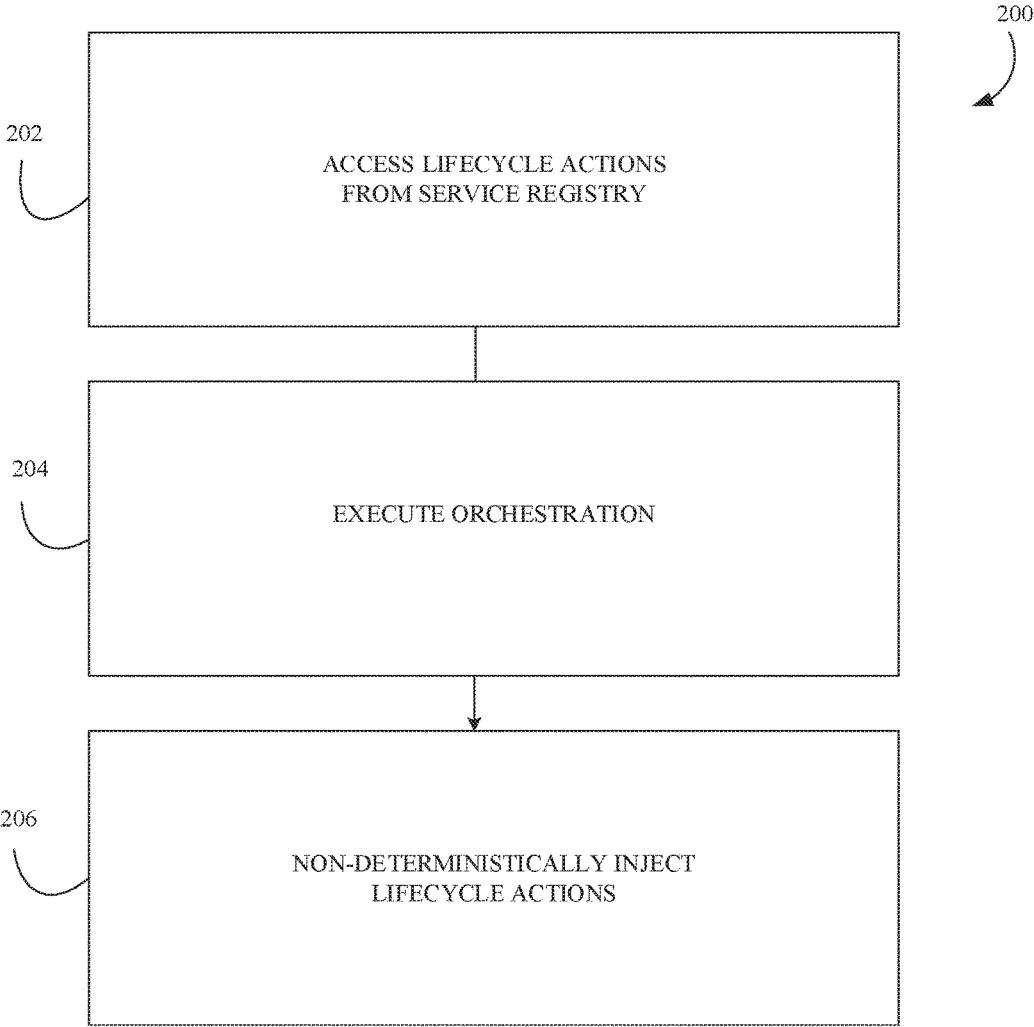 200
202
ACCESS LIFECYCLE ACTIONS
FROM SERVICE REGISTRY
204
EXECUTE ORCHESTRATION
206
NON-DETERMINISTICALLY INJECT
LIFECYCLE ACTIONS